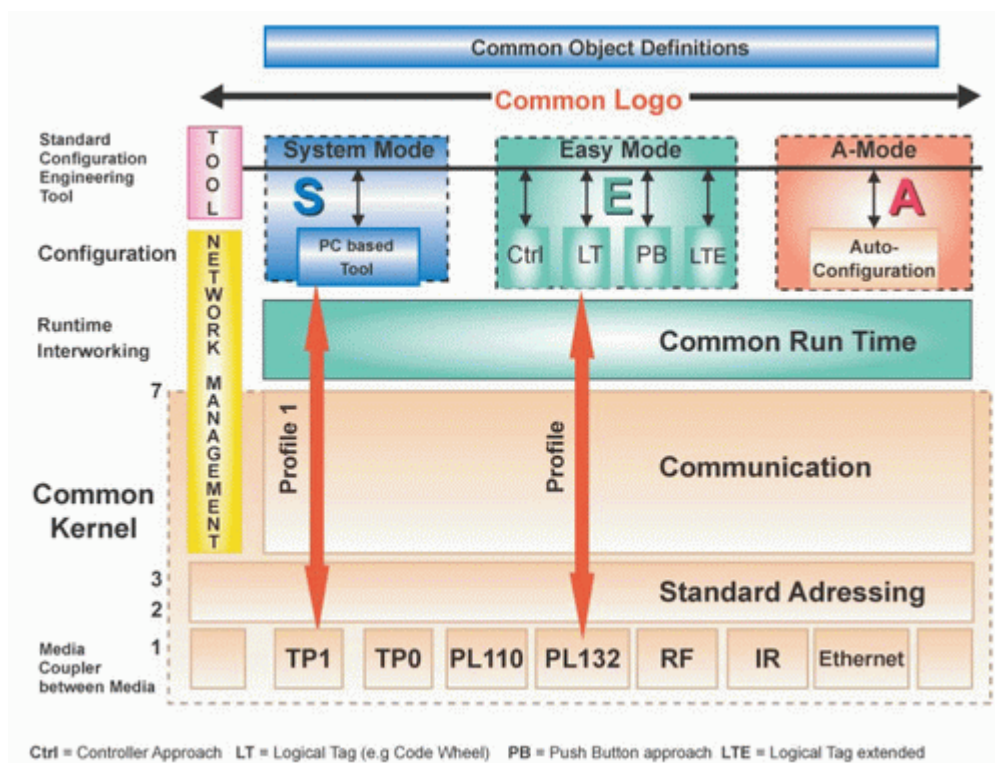 Common Object Definitions
Common Logo
Standard
Configuration
Engineering
Tool
TOOL
System Mode
S
PC based
Tool
Easy Mode
E
Ctrl
LT
PB
LTE
A-Mode
A
Auto-
Configuration
Configuration
NETWORK MANAGEMENT
Runtime
Interworking
Common Run Time
7
Profile 1
Profile
Communication
Common
Kernel
3
2
Standard Adressing
1
Media
Coupler
between Media
TP1
TP0
PL110
PL132
RF
IR
Ethernet
Ctrl = Controller Approach LT = Logical Tag (e.g Code Wheel) PB = Push Button approach LTE = Logical Tag extended